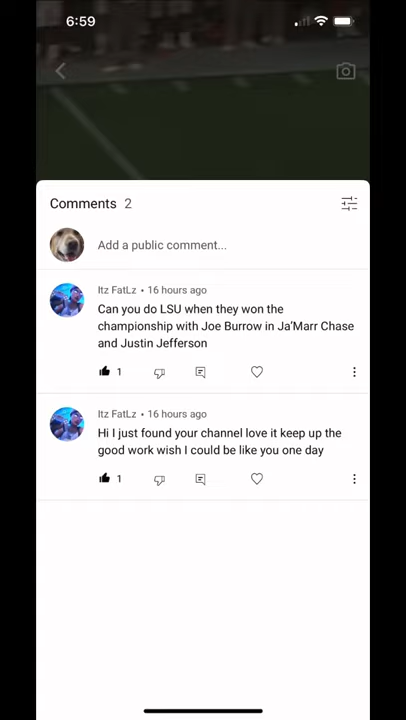 6:59
Comments 2
Add a public comment...
Itz FatLz • 16 hours ago
Can you do LSU when they won the
championship with Joe Burrow in Ja’Marr Chase
and Justin Jefferson
1
Itz FatLz • 16 hours ago
Hi I just found your channel love it keep up the
good work wish I could be like you one day
1